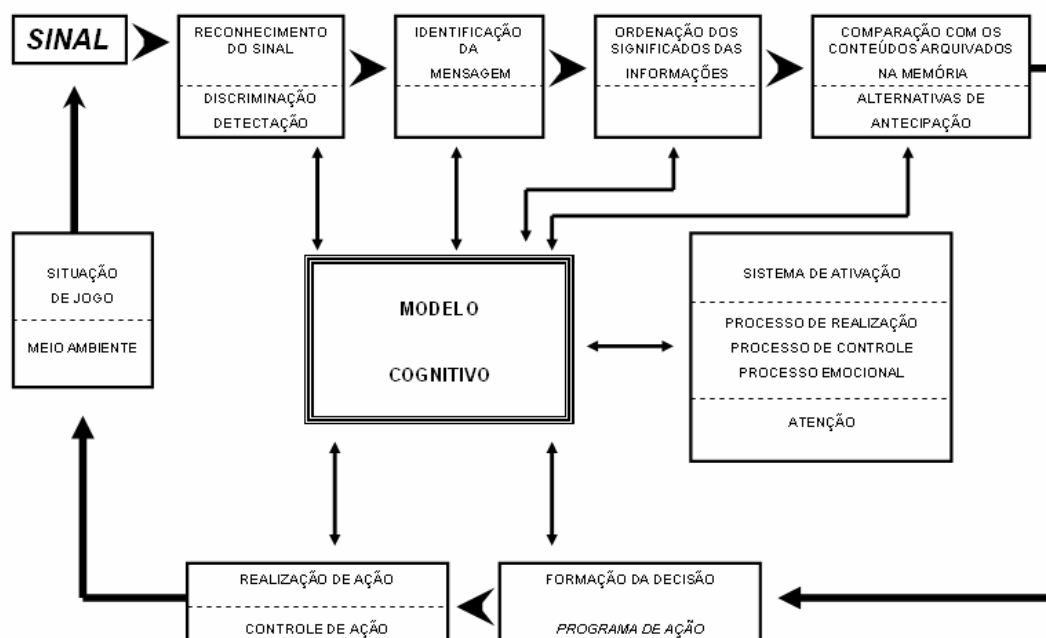 SINAL
RECONHECIMENTO
DO SINAL
DISCRIMINAÇÃO
DETECTAÇÃO
IDENTIFICAÇÃO
DA
MENSAGEM
ORDENAÇÃO DOS
SIGNIFICADOS DAS
INFORMAÇÕES
COMPARAÇÃO COM OS
CONTEÚDOS ARQUIVADOS
NA MEMÓRIA
ALTERNATIVAS DE
ANTECIPAÇÃO
SITUAÇÃO
DE JOGO
MEIO AMBIENTE
MODELO
COGNITIVO
SISTEMA DE ATIVAÇÃO
PROCESSO DE REALIZAÇÃO
PROCESSO DE CONTROLE
PROCESSO EMOCIONAL
ATENÇÃO
REALIZAÇÃO DE AÇÃO
CONTROLE DE AÇÃO
FORMAÇÃO DA DECISÃO
PROGRAMA DE AÇÃO